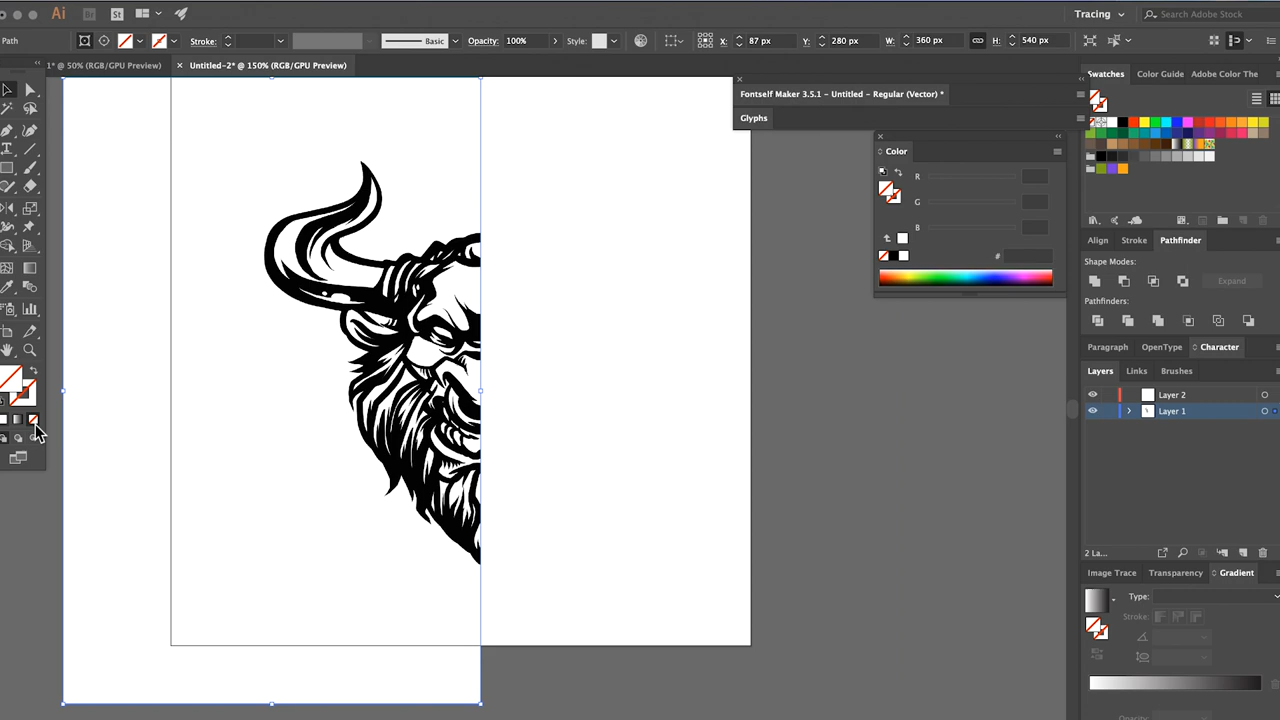 Ai Br St Tracing Search Adobe Stock
Path Stroke: Basic Opacity: 100% Style: X: 87 px Y: 280 px W: 360 px H: 540 px
1* @ 50% (RGB/GPU Preview) × Untitled-2* @ 150% (RGB/GPU Preview)
Swatches Color Guide Adobe Color The
Fontself Maker 3.5.1 – Untitled – Regular (Vector) *
Glyphs
Color
R
G
B
#
Align Stroke Pathfinder
Shape Modes:
Expand
Pathfinders:
Paragraph OpenType Character
Layers Links Brushes
Layer 2
Layer 1
2 La...
Image Trace Transparency Gradient
Type:
Stroke: